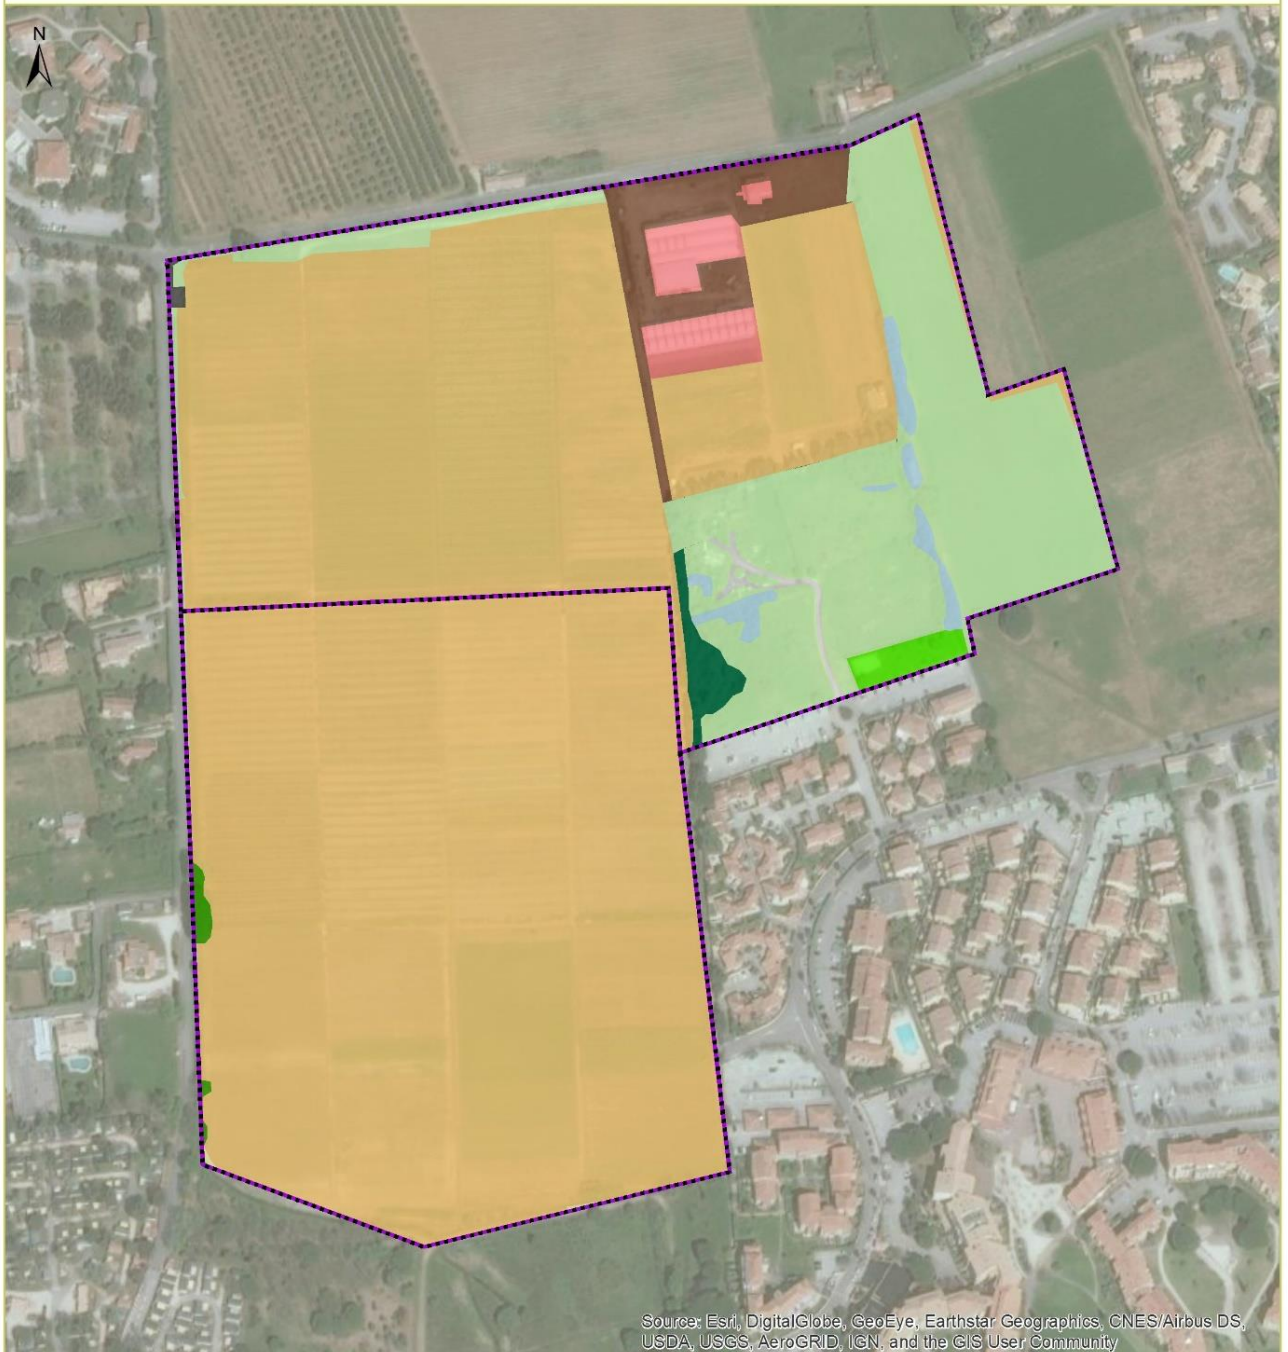 N
Source: Esri, DigitalGlobe, GeoEye, Earthstar Geographics, CNES/Airbus DS,
USDA, USGS, AeroGRID, IGN, and the GIS User Community